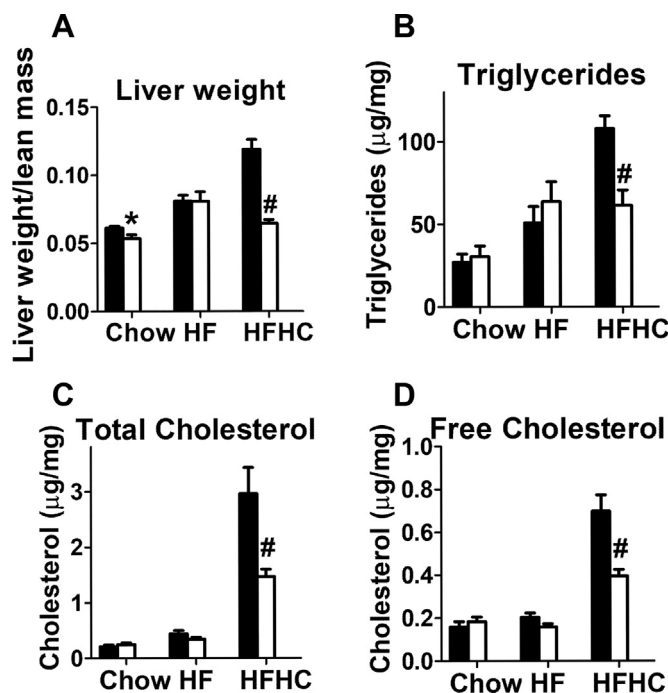 A
Liver weight
Liver weight/lean mass
0.15
0.10
0.05
0.00
*
#
Chow HF HFHC
B
Triglycerides
Triglycerides (μg/mg)
100
50
0
#
Chow HF HFHC
C
Total Cholesterol
Cholesterol (μg/mg)
3
2
1
0
#
Chow HF HFHC
D
Free Cholesterol
Cholesterol (μg/mg)
1.0
0.8
0.6
0.4
0.2
0.0
#
Chow HF HFHC